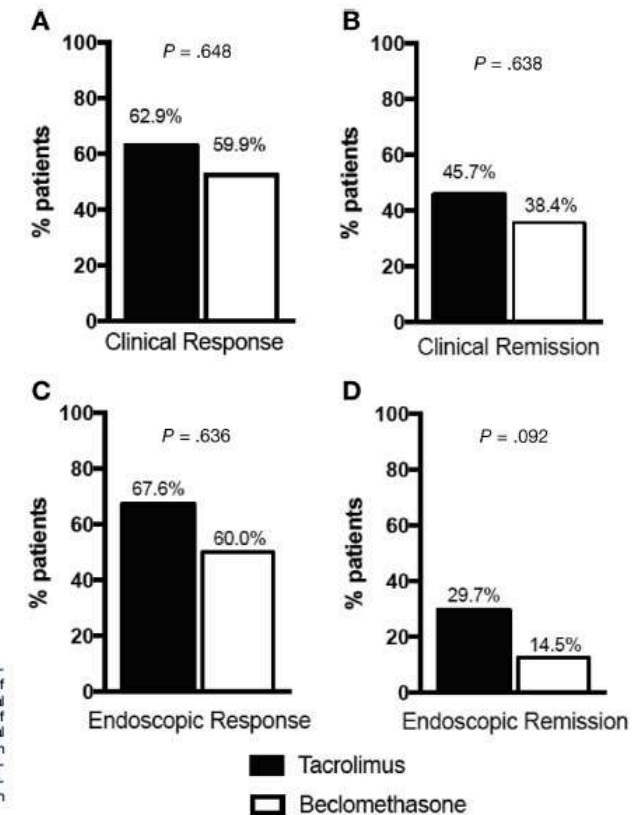 A
B
100
P = .648
80
62.9%
59.9%
60
40
20
0
% patients
Clinical Response
100
P = .638
80
60
45.7%
38.4%
40
20
0
% patients
Clinical Remission
C
D
100
P = .636
80
67.6%
60.0%
60
40
20
0
% patients
Endoscopic Response
100
P = .092
80
60
40
29.7%
14.5%
20
0
% patients
Endoscopic Remission
Tacrolimus
Beclomethasone